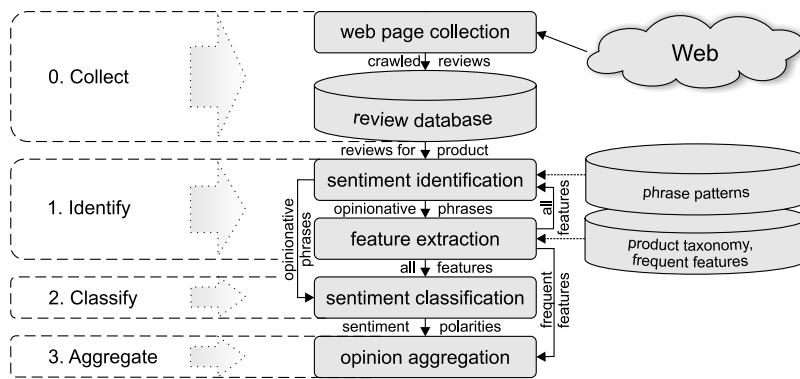 web page collection
Web
crawled reviews
0. Collect
review database
reviews for product
1. Identify
sentiment identification
phrase patterns
opinionative phrases
all
features
opinionative
phrases
feature extraction
product taxonomy,
frequent features
all features
frequent
features
2. Classify
sentiment classification
sentiment polarities
3. Aggregate
opinion aggregation